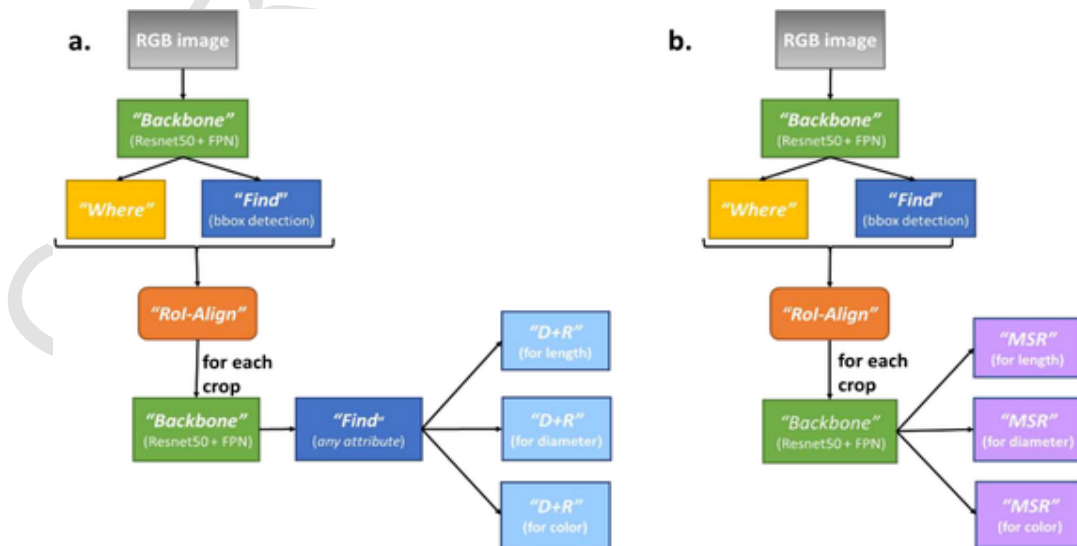 a.
RGB image
“Backbone”
(Resnet50 + FPN)
“Where”
“Find”
(bbox detection)
“RoI-Align”
for each
crop
“Backbone”
(Resnet50 + FPN)
“Find“
(any attribute)
“D+R”
(for length)
“D+R”
(for diameter)
“D+R”
(for color)
b.
RGB image
“Backbone”
(Resnet50 + FPN)
“Where”
“Find”
(bbox detection)
“RoI-Align”
for each
crop
“Backbone”
(Resnet50 + FPN)
“MSR”
(for length)
“MSR”
(for diameter)
“MSR”
(for color)